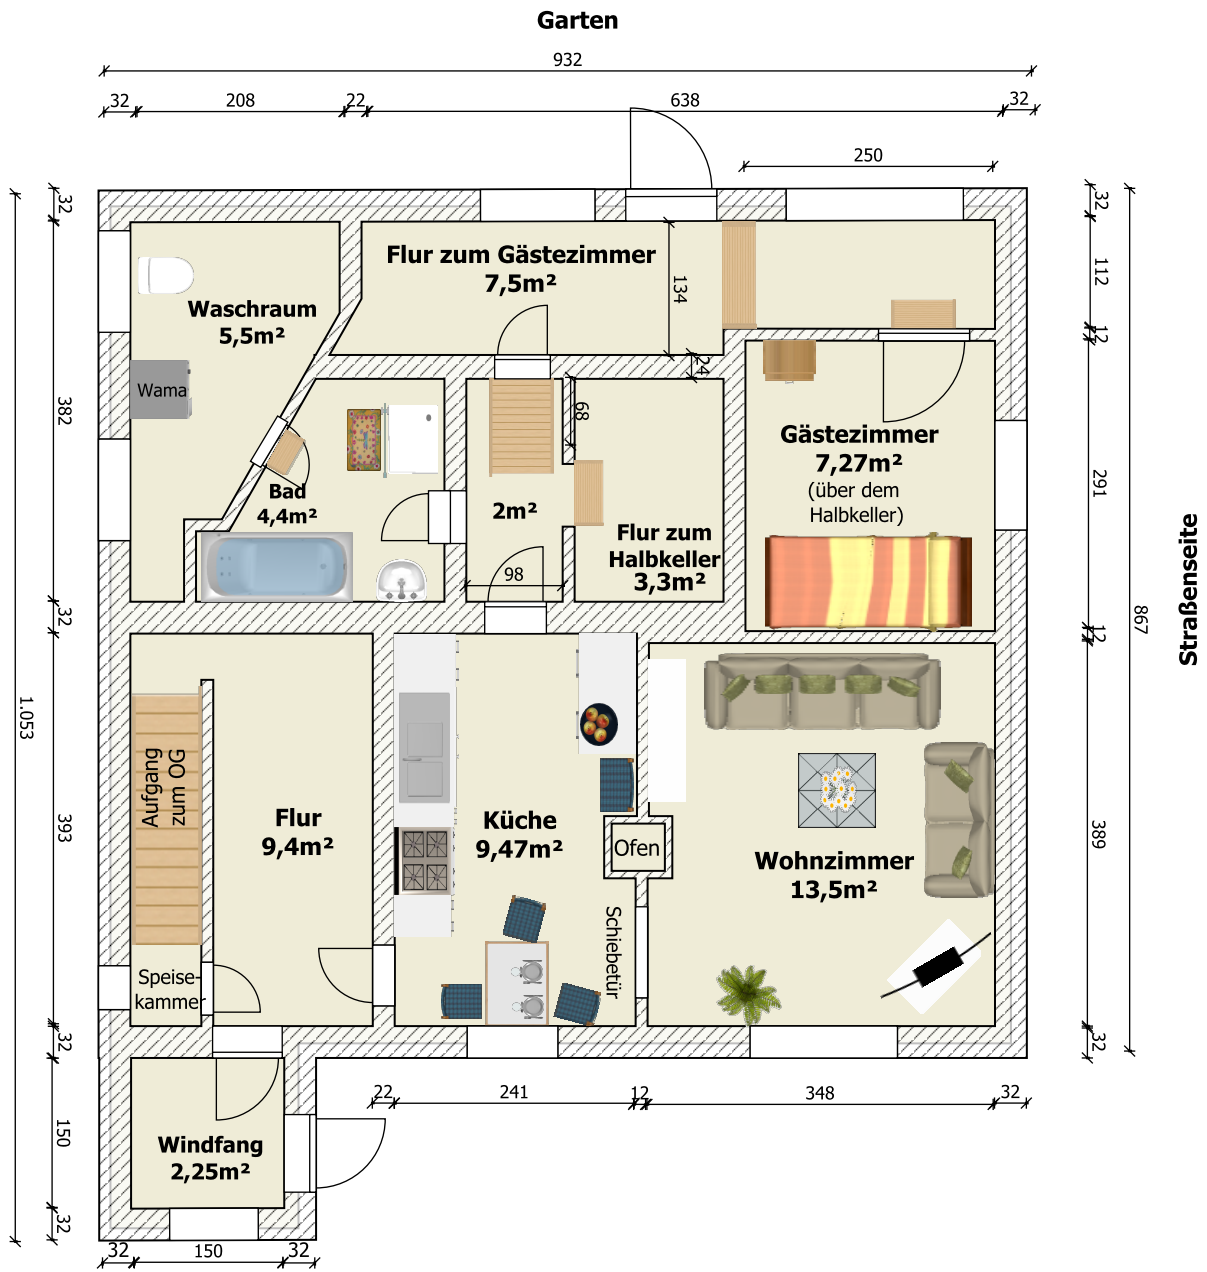 Garten
932
32
208
22
638
32
250
32
32
Flur zum Gästezimmer
7,5m²
134
112
Waschraum
5,5m²
12
24
Wama
382
68
Gästezimmer
7,27m²
(über dem
Halbkeller)
291
Bad
4,4m²
2m²
Flur zum
Halbkeller
3,3m²
98
Straßenseite
32
12
867
1.053
Aufgang
zum OG
Flur
9,4m²
Küche
9,47m²
Ofen
Wohnzimmer
13,5m²
393
389
Schiebetür
Speise-
kammer
32
32
22
241
12
348
32
150
Windfang
2,25m²
32
32
150
32